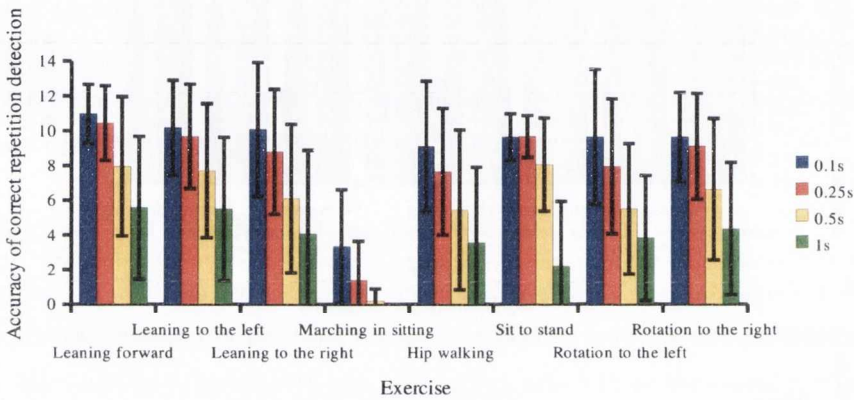 Accuracy of correct repetition detection
14
12
10
8
6
4
2
0
Leaning to the left Marching in sitting Sit to stand Rotation to the right
Leaning forward Leaning to the right Hip walking Rotation to the left
Exercise
0.1s
0.25s
0.5s
1s